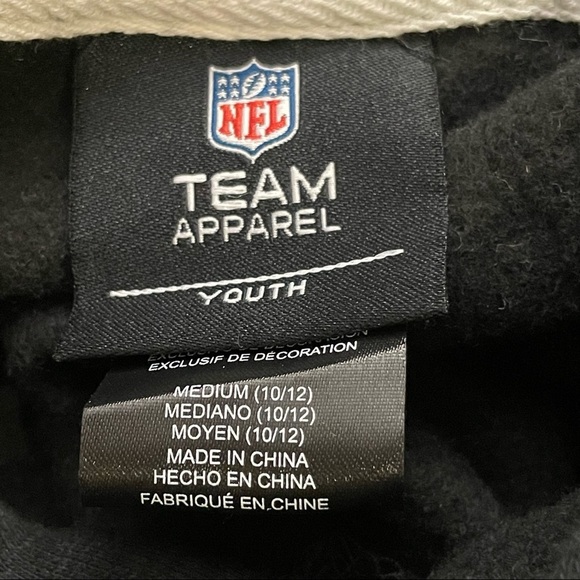 NFL
TEAM
APPAREL
YOUTH
EXCLUSIF DE DÉCORATION
MEDIUM (10/12)
MEDIANO (10/12)
MOYEN (10/12)
MADE IN CHINA
HECHO EN CHINA
FABRIQUÉ EN CHINE